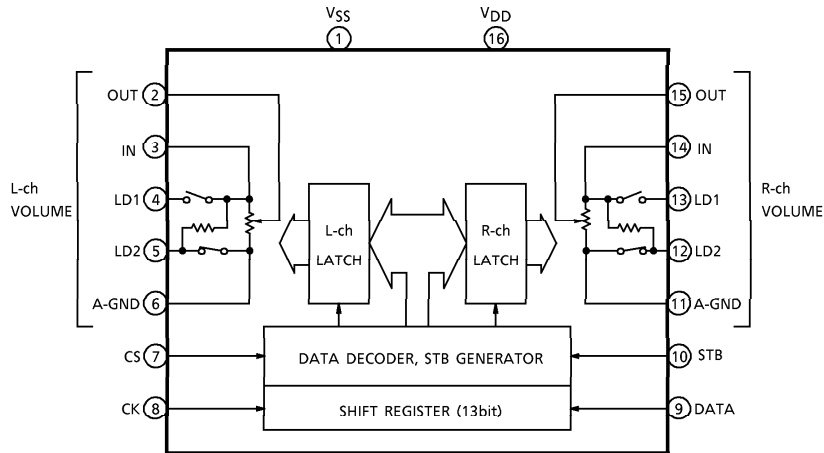 VSS
1
VDD
16
L-ch
VOLUME
OUT 2
IN 3
LD1 4
LD2 5
A-GND 6
CS 7
CK 8
L-ch
LATCH
R-ch
LATCH
DATA DECODER, STB GENERATOR
SHIFT REGISTER (13bit)
15 OUT
14 IN
13 LD1
12 LD2
11 A-GND
10 STB
9 DATA
R-ch
VOLUME